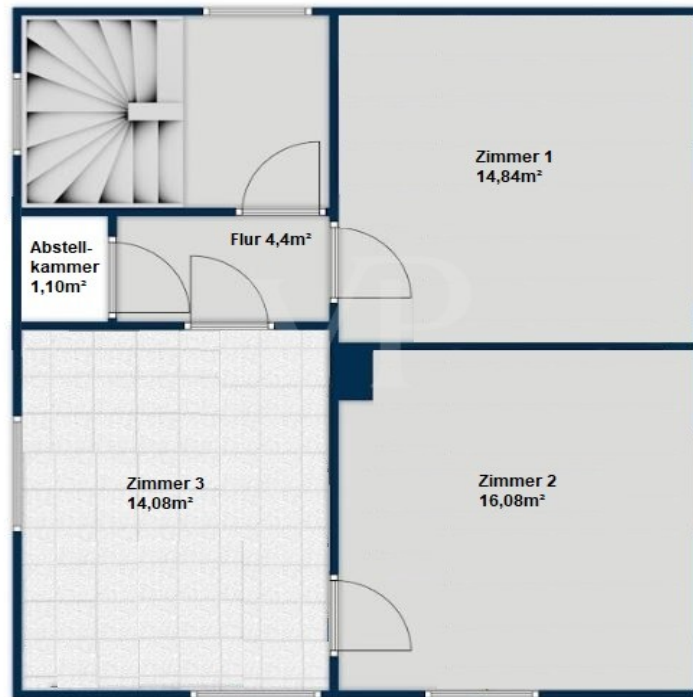 Zimmer 1
14,84m²
Flur 4,4m²
Abstell-
kammer
1,10m²
Zimmer 3
14,08m²
Zimmer 2
16,08m²
VP